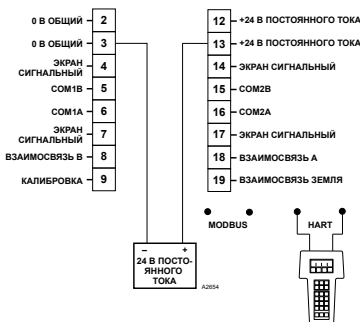 0 В ОБЩИЙ
2
0 В ОБЩИЙ
3
ЭКРАН
СИГНАЛЬНЫЙ
4
COM1B
5
COM1A
6
ЭКРАН
СИГНАЛЬНЫЙ
7
ВЗАИМОСВЯЗЬ B
8
КАЛИБРОВКА
9
12
+24 В ПОСТОЯННОГО ТОКА
13
+24 В ПОСТОЯННОГО ТОКА
14
ЭКРАН СИГНАЛЬНЫЙ
15
COM2B
16
COM2A
17
ЭКРАН СИГНАЛЬНЫЙ
18
ВЗАИМОСВЯЗЬ A
19
ВЗАИМОСВЯЗЬ ЗЕМЛЯ
MODBUS
HART
– +
24 В ПОСТО-
ЯННОГО
ТОКА
A2654